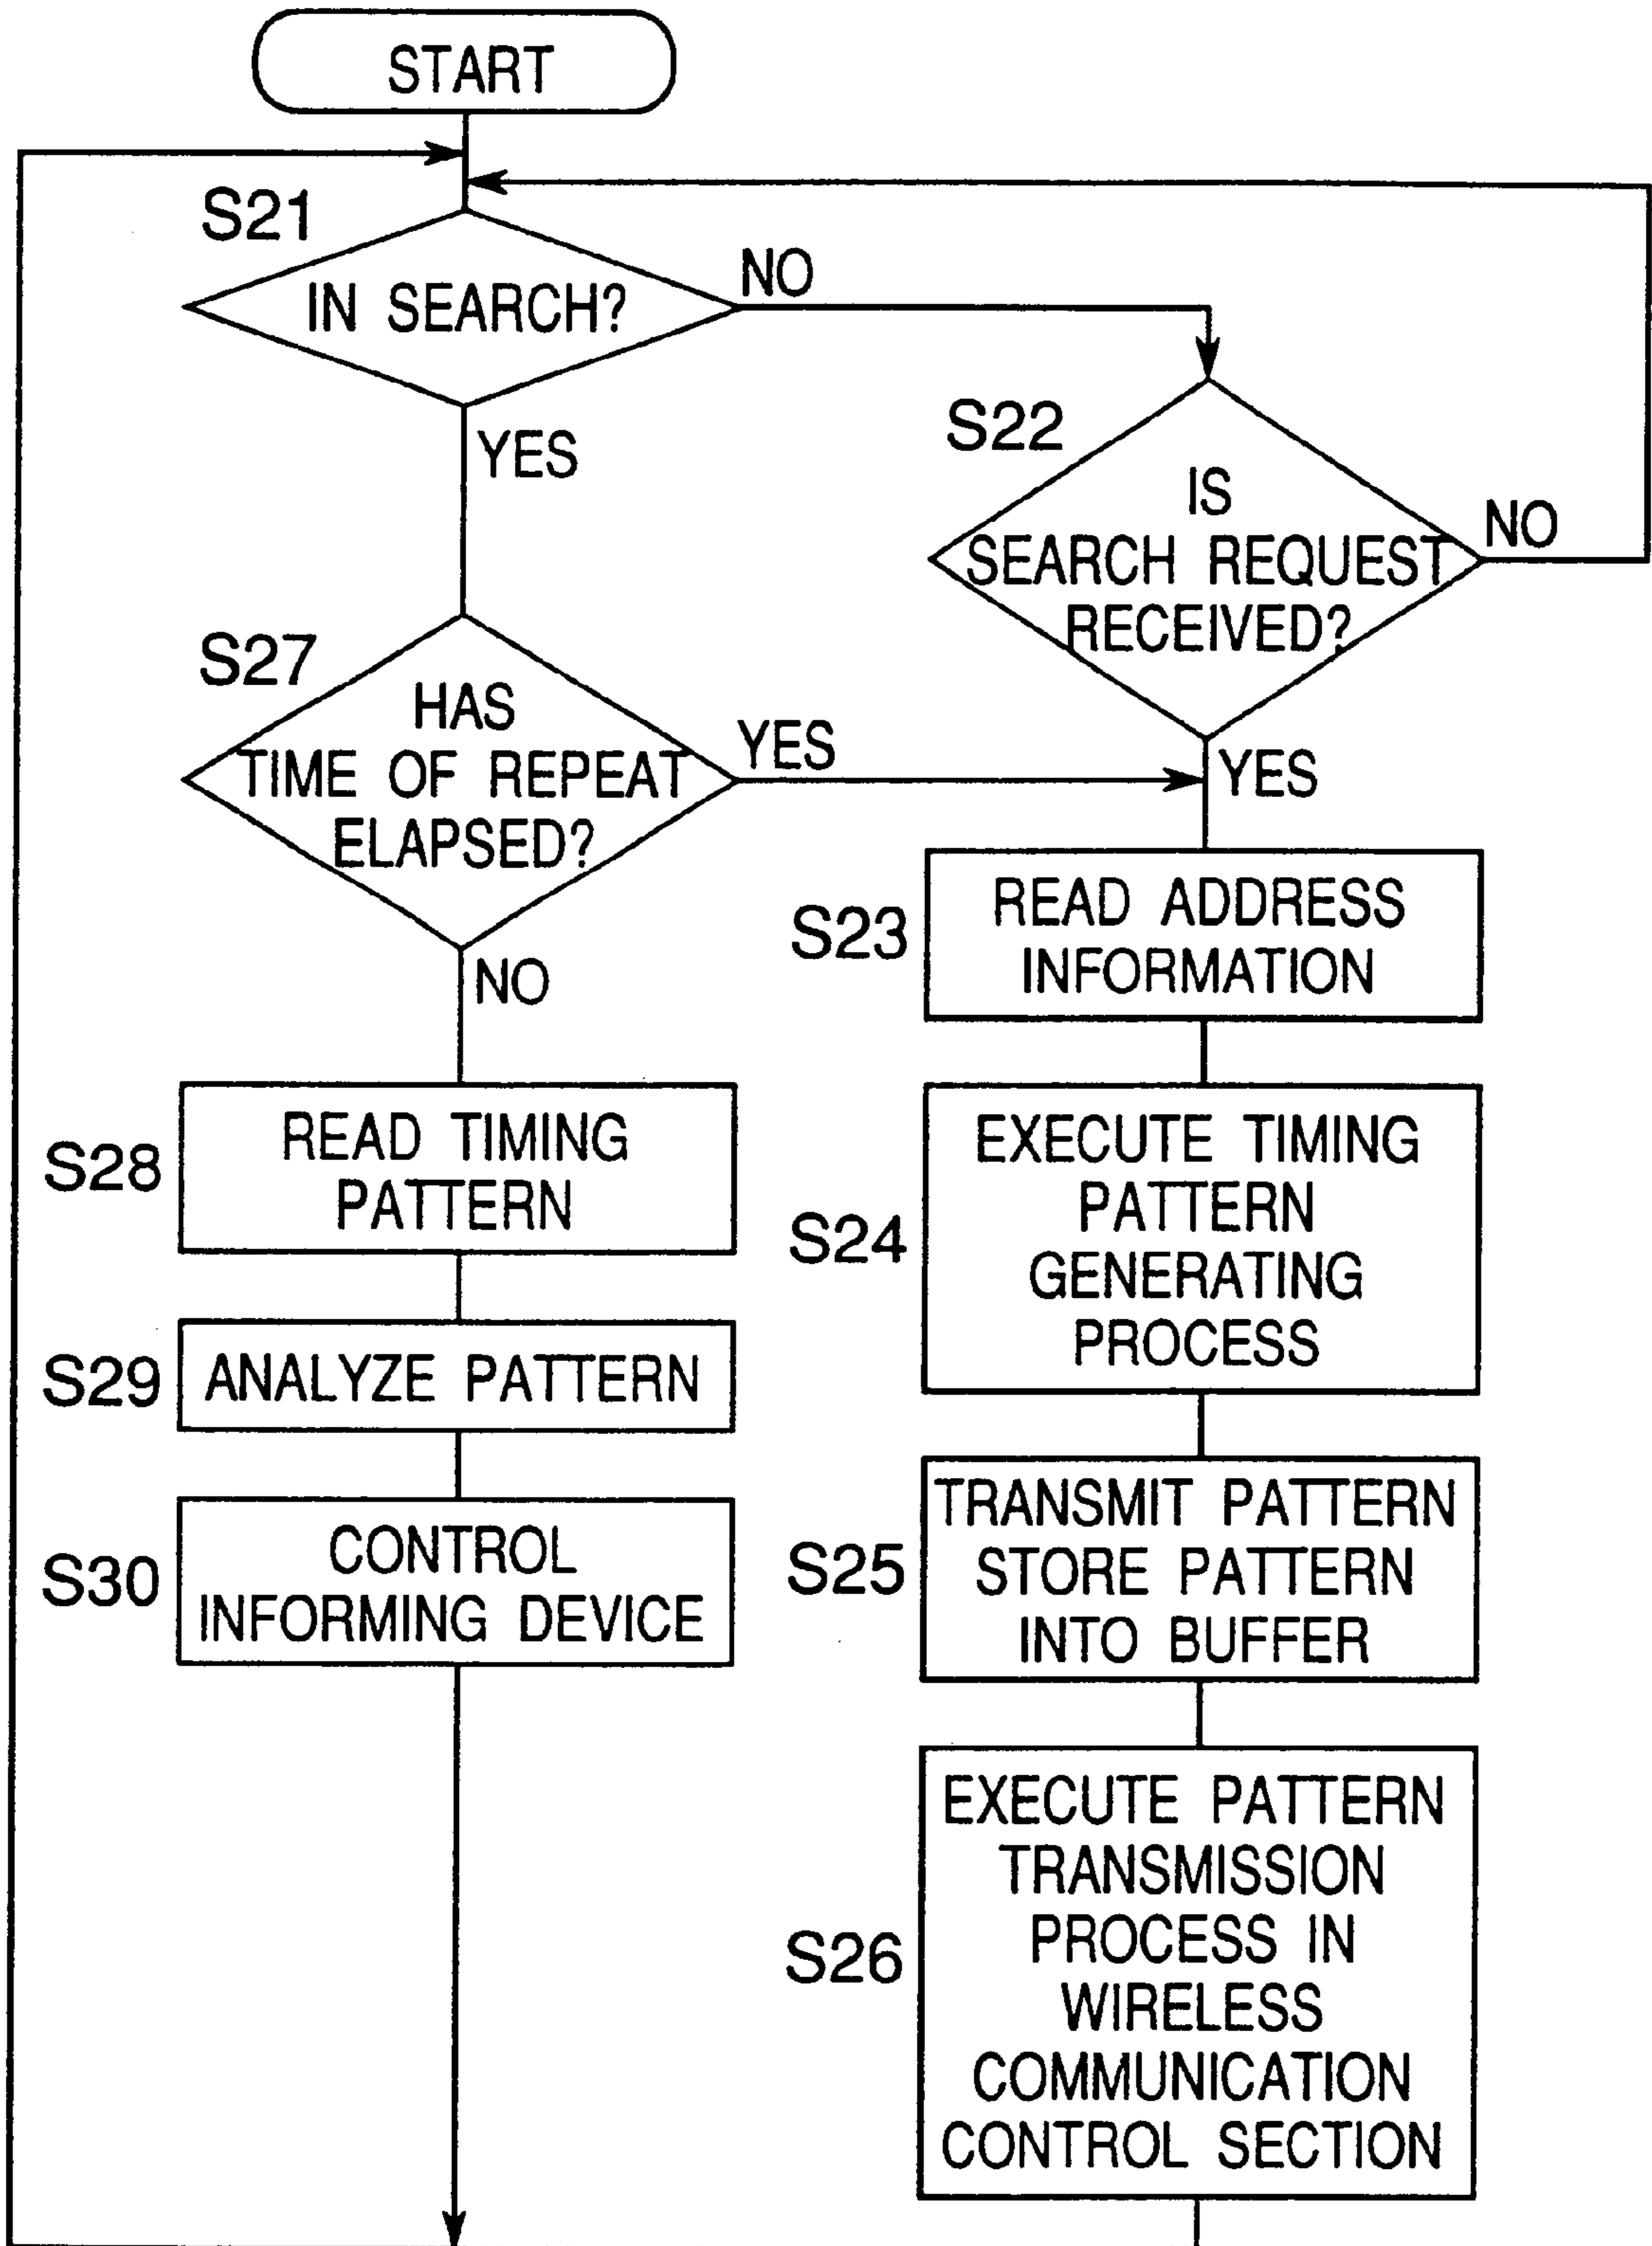 START
S21
IN SEARCH?
NO
YES
S22
IS
SEARCH REQUEST
RECEIVED?
NO
YES
S27
HAS
TIME OF REPEAT
ELAPSED?
YES
NO
S23
READ ADDRESS
INFORMATION
S28
READ TIMING
PATTERN
S24
EXECUTE TIMING
PATTERN
GENERATING
PROCESS
S29
ANALYZE PATTERN
S25
TRANSMIT PATTERN
STORE PATTERN
INTO BUFFER
S30
CONTROL
INFORMING DEVICE
S26
EXECUTE PATTERN
TRANSMISSION
PROCESS IN
WIRELESS
COMMUNICATION
CONTROL SECTION